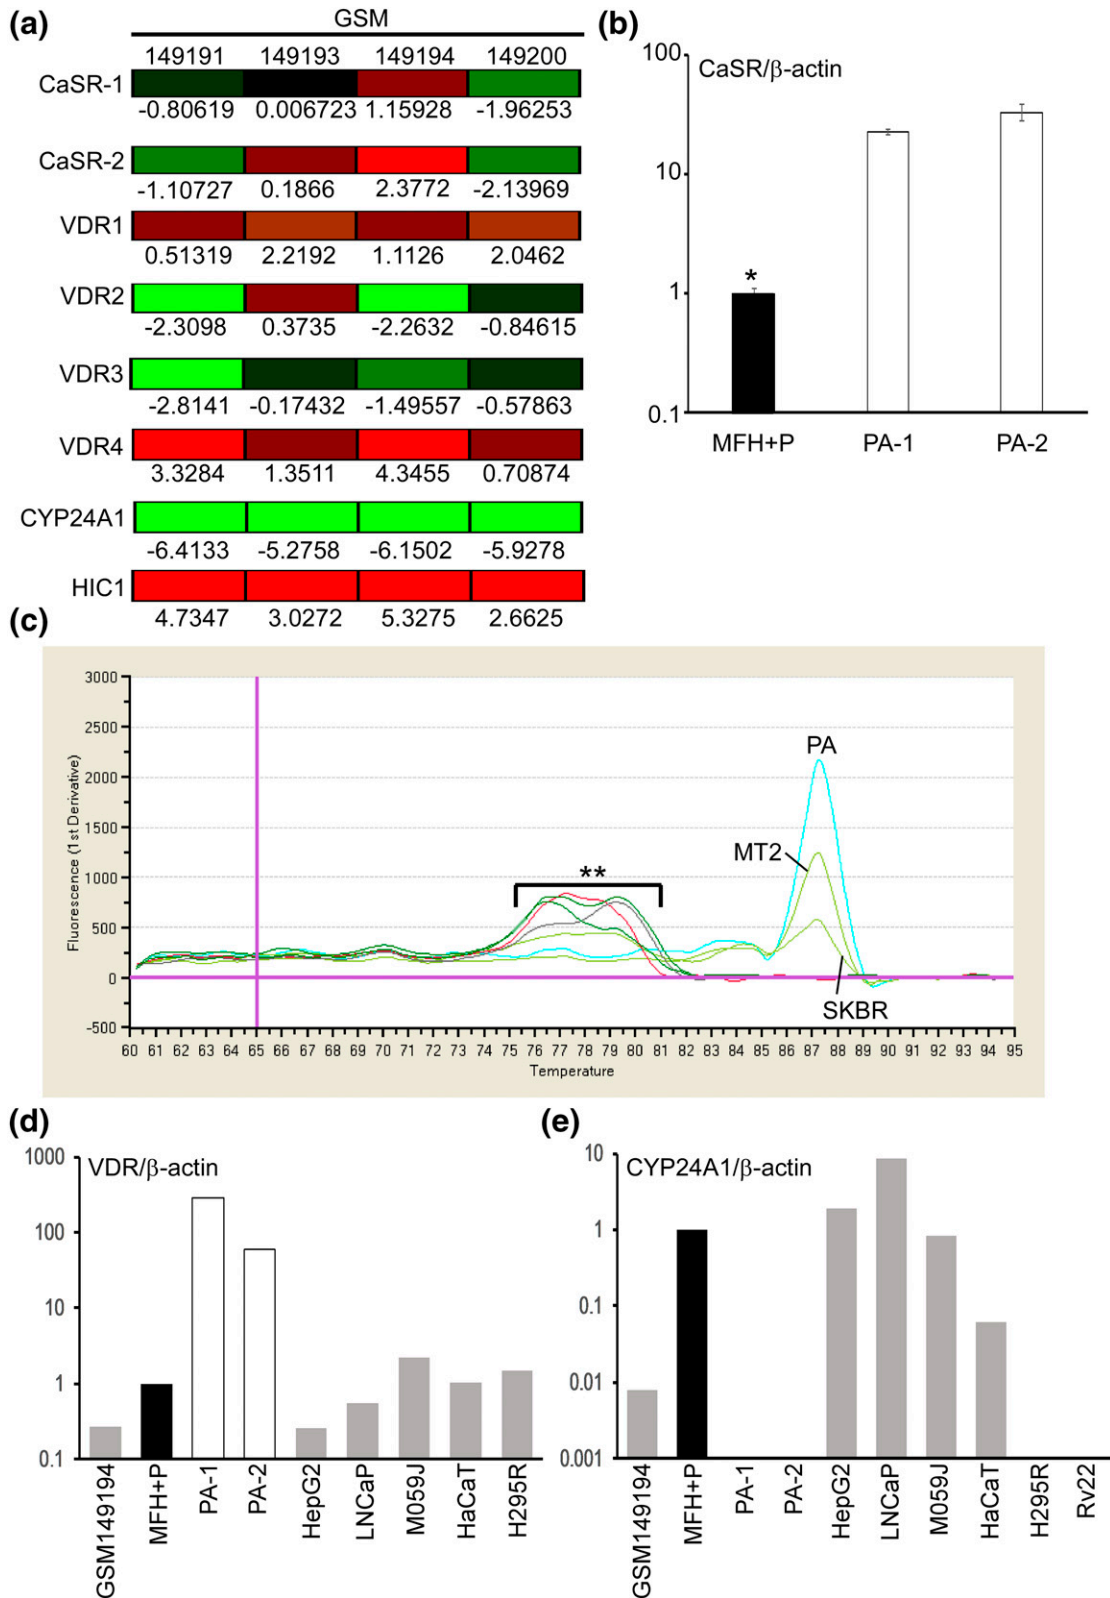 (a)
GSM
149191 149193 149194 149200
CaSR-1
-0.80619 0.006723 1.15928 -1.96253
CaSR-2
-1.10727 0.1866 2.3772 -2.13969
VDR1
0.51319 2.2192 1.1126 2.0462
VDR2
-2.3098 0.3735 -2.2632 -0.84615
VDR3
-2.8141 -0.17432 -1.49557 -0.57863
VDR4
3.3284 1.3511 4.3455 0.70874
CYP24A1
-6.4133 -5.2758 -6.1502 -5.9278
HIC1
4.7347 3.0272 5.3275 2.6625
(b)
CaSR/β-actin
100
10
1
0.1
*
MFH+P PA-1 PA-2
(c)
Fluorescence (1st Derivative)
3000
2500
2000
1500
1000
500
0
-500
**
PA
MT2
SKBR
60 61 62 63 64 65 66 67 68 69 70 71 72 73 74 75 76 77 78 79 80 81 82 83 84 85 86 87 88 89 90 91 92 93 94 95
Temperature
(d)
VDR/β-actin
1000
100
10
1
0.1
GSM149194 MFH+P PA-1 PA-2 HepG2 LNCaP M059J HaCaT H295R
(e)
CYP24A1/β-actin
10
1
0.1
0.01
0.001
GSM149194 MFH+P PA-1 PA-2 HepG2 LNCaP M059J HaCaT H295R Rv22